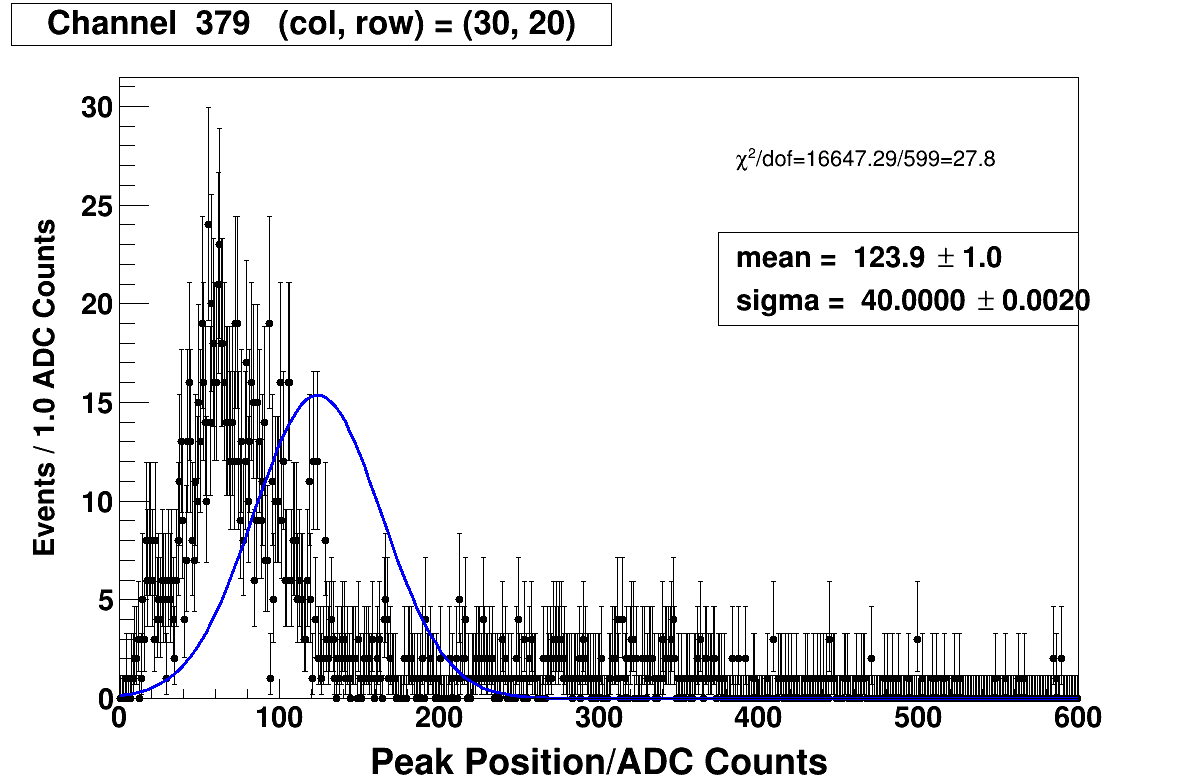 Channel 379 (col, row) = (30, 20)
χ²/dof=16647.29/599=27.8
mean = 123.9 ± 1.0
sigma = 40.0000 ± 0.0020
Events / 1.0 ADC Counts
30
25
20
15
10
5
0
0 100 200 300 400 500 600
Peak Position/ADC Counts